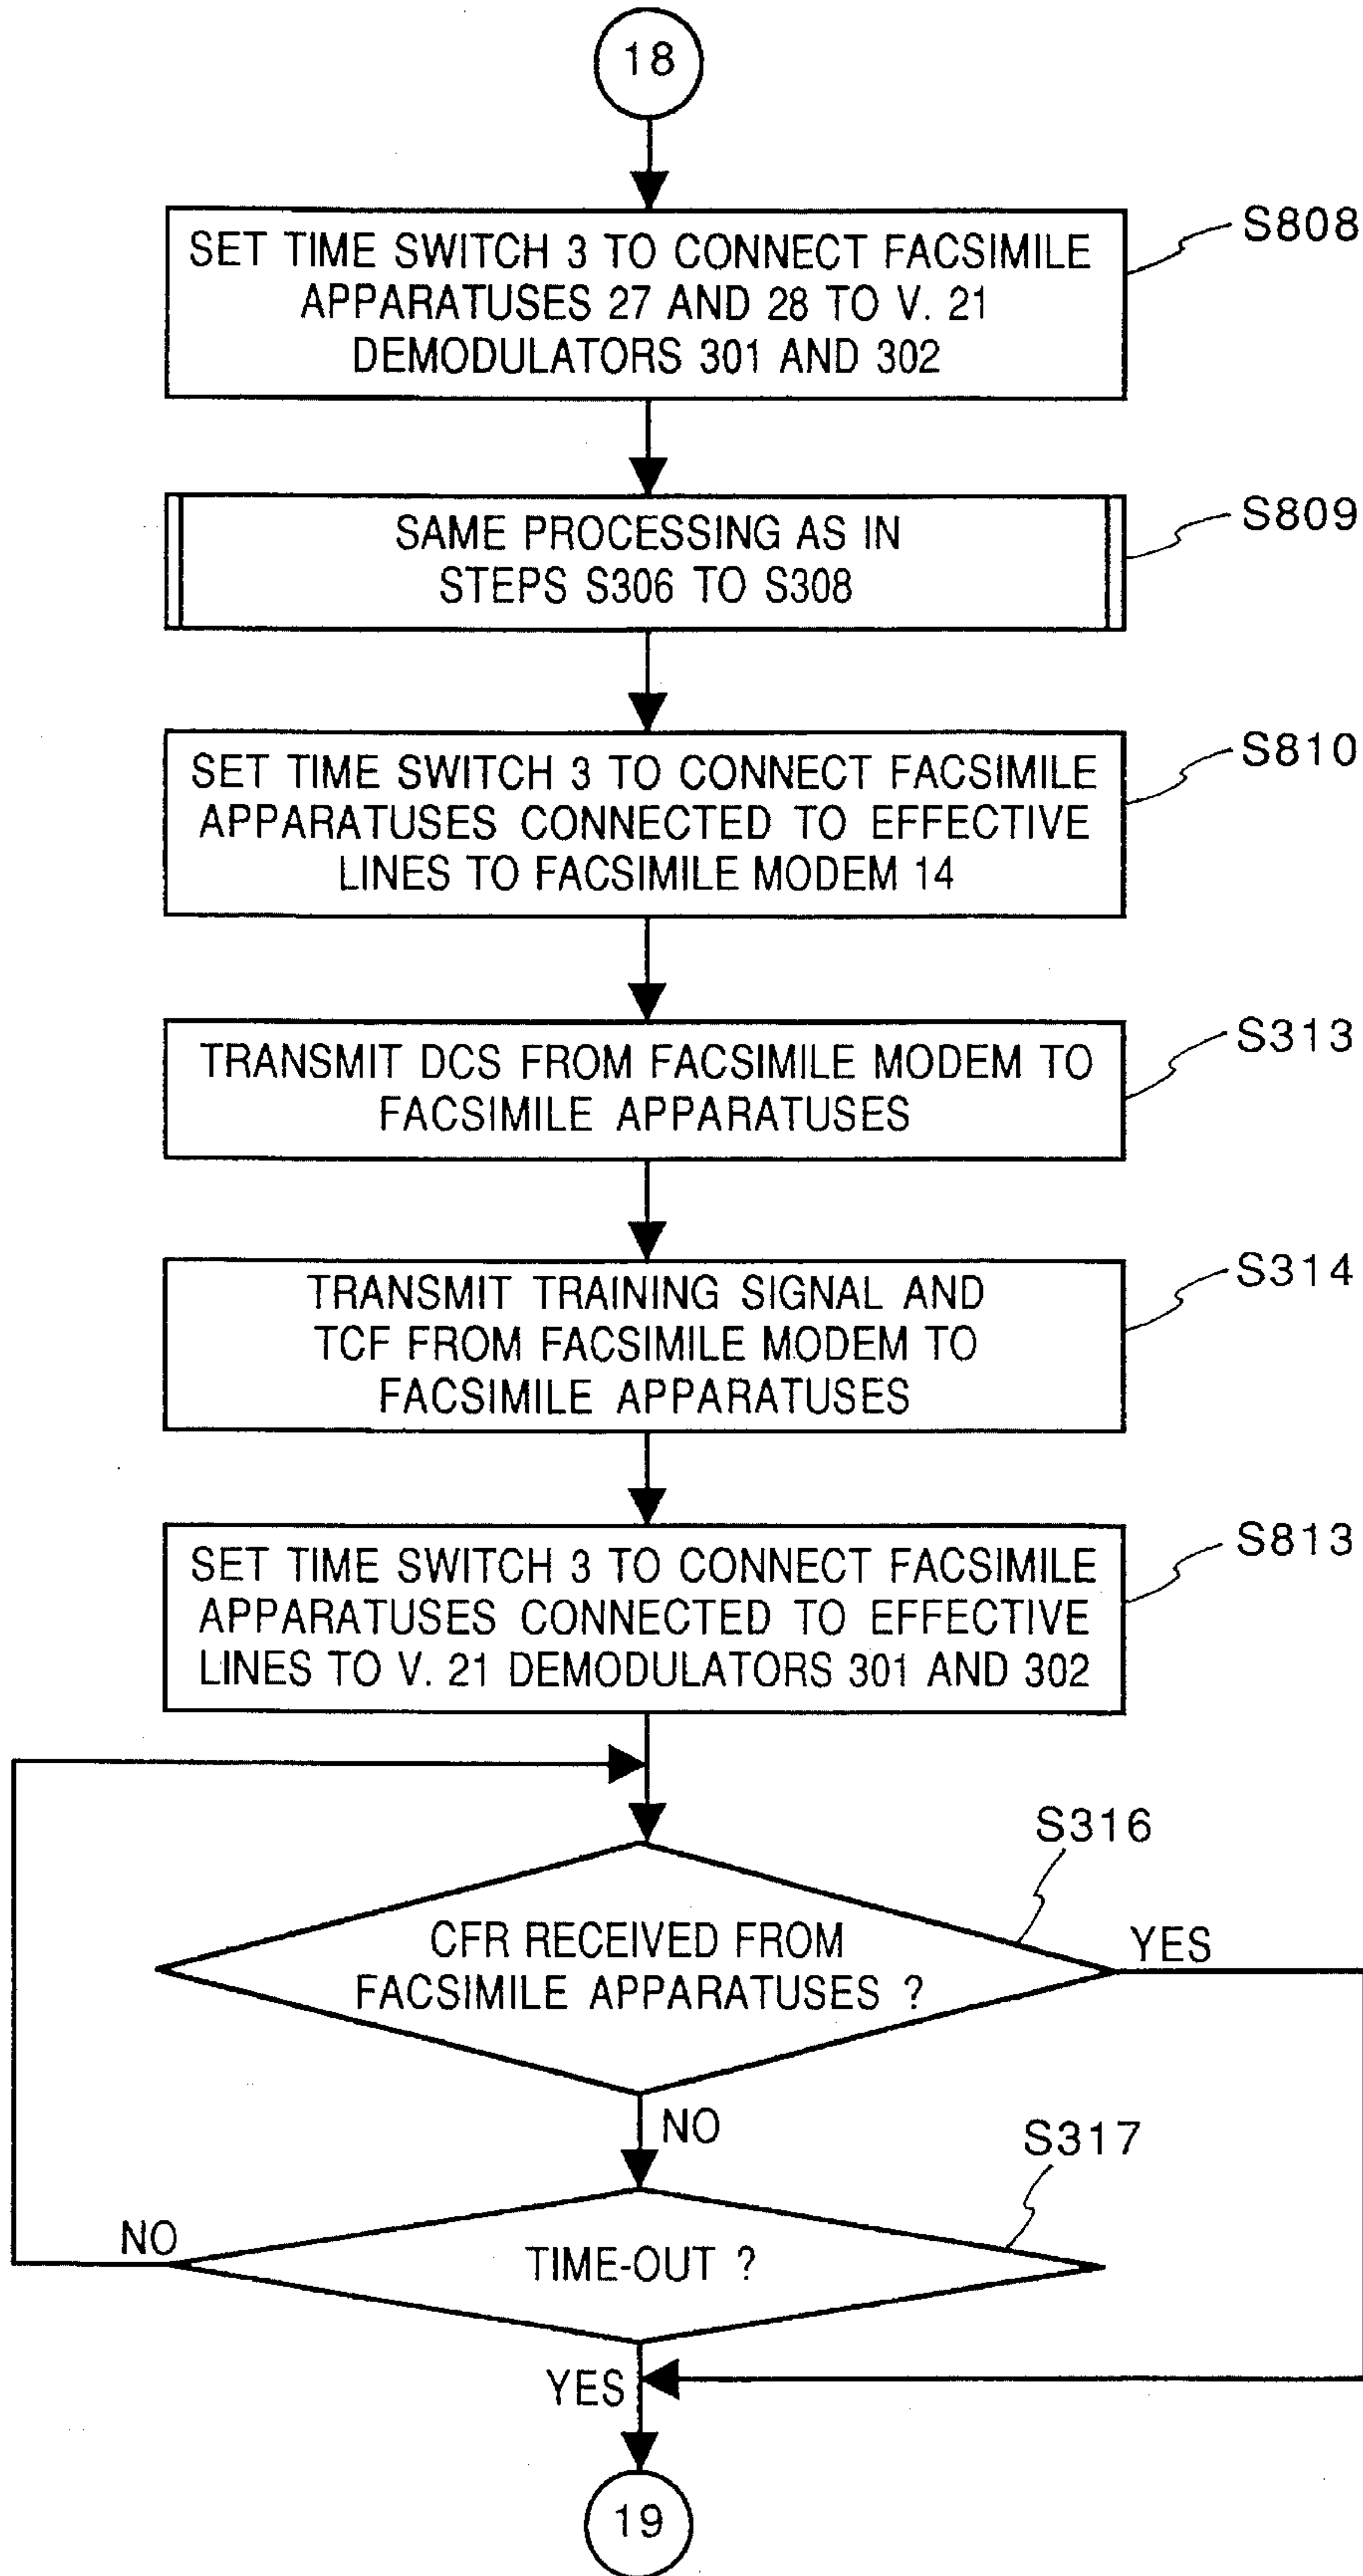 18
SET TIME SWITCH 3 TO CONNECT FACSIMILE
APPARATUSES 27 AND 28 TO V. 21
DEMODULATORS 301 AND 302
S808
SAME PROCESSING AS IN
STEPS S306 TO S308
S809
SET TIME SWITCH 3 TO CONNECT FACSIMILE
APPARATUSES CONNECTED TO EFFECTIVE
LINES TO FACSIMILE MODEM 14
S810
TRANSMIT DCS FROM FACSIMILE MODEM TO
FACSIMILE APPARATUSES
S313
TRANSMIT TRAINING SIGNAL AND
TCF FROM FACSIMILE MODEM TO
FACSIMILE APPARATUSES
S314
SET TIME SWITCH 3 TO CONNECT FACSIMILE
APPARATUSES CONNECTED TO EFFECTIVE
LINES TO V. 21 DEMODULATORS 301 AND 302
S813
S316
CFR RECEIVED FROM
FACSIMILE APPARATUSES ?
YES
NO
S317
NO
TIME-OUT ?
YES
19